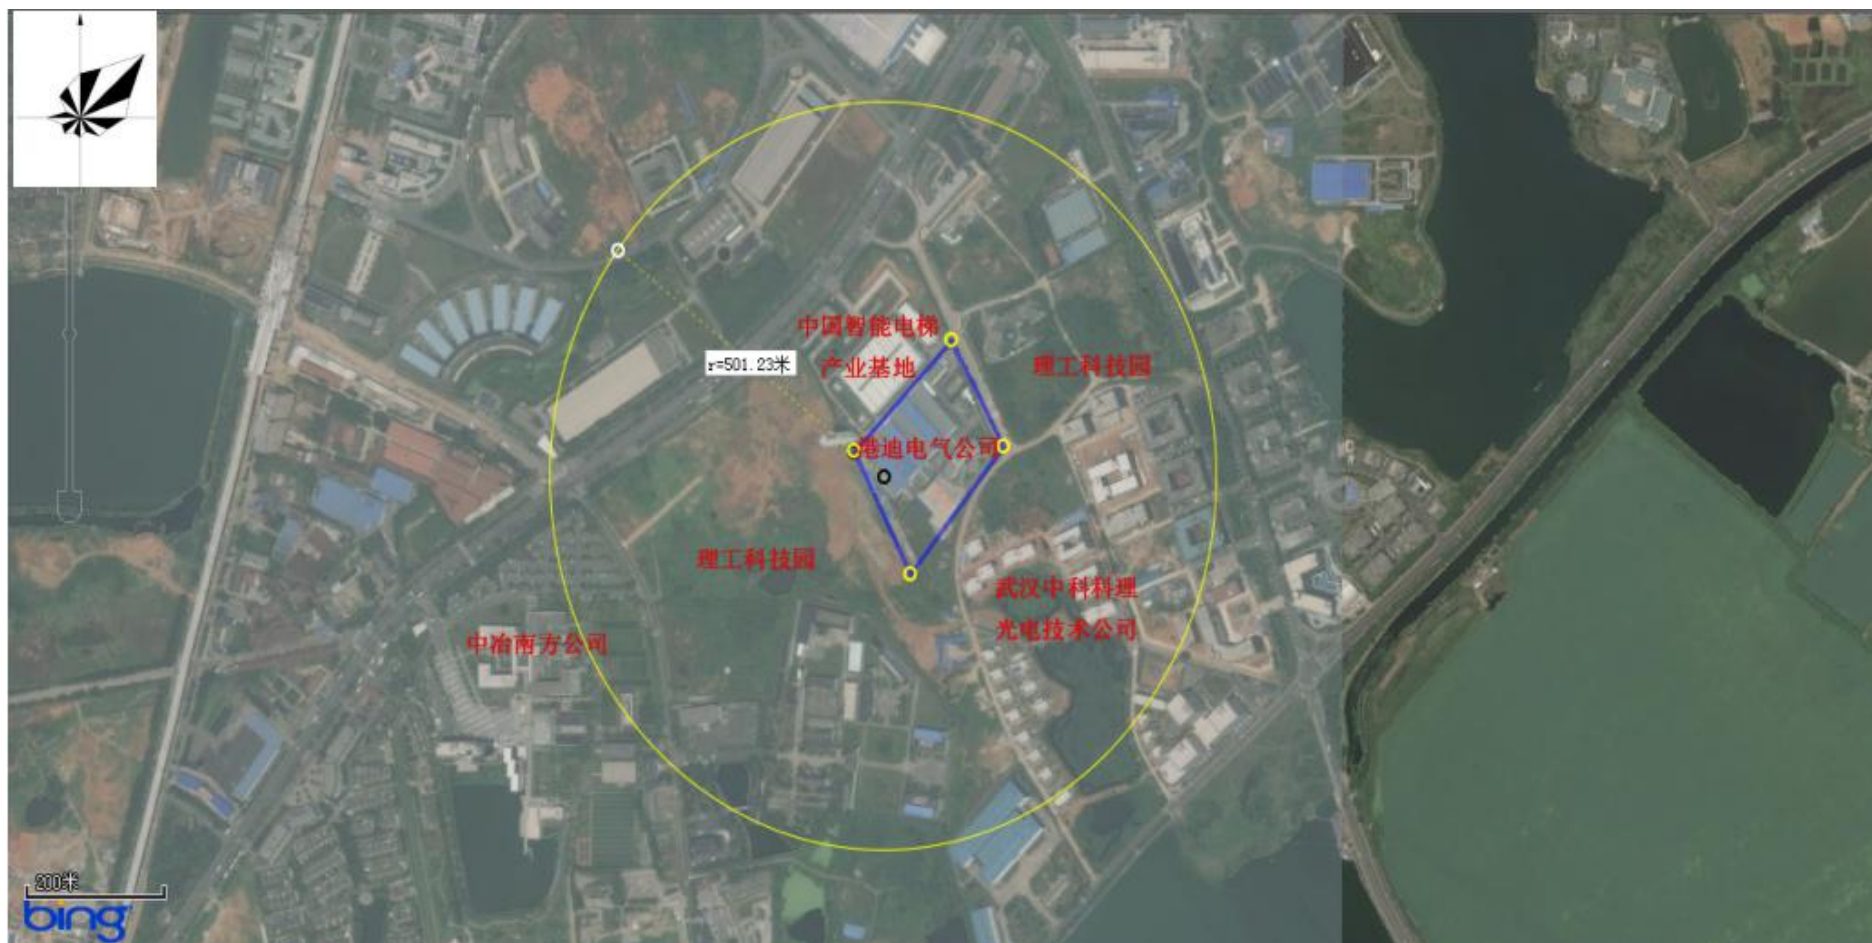 中国智能电梯
产业基地
理工科技园
r=501.23米
港迪电气公司
理工科技园
武汉中科科理
光电技术公司
中冶南方公司
200米
bing